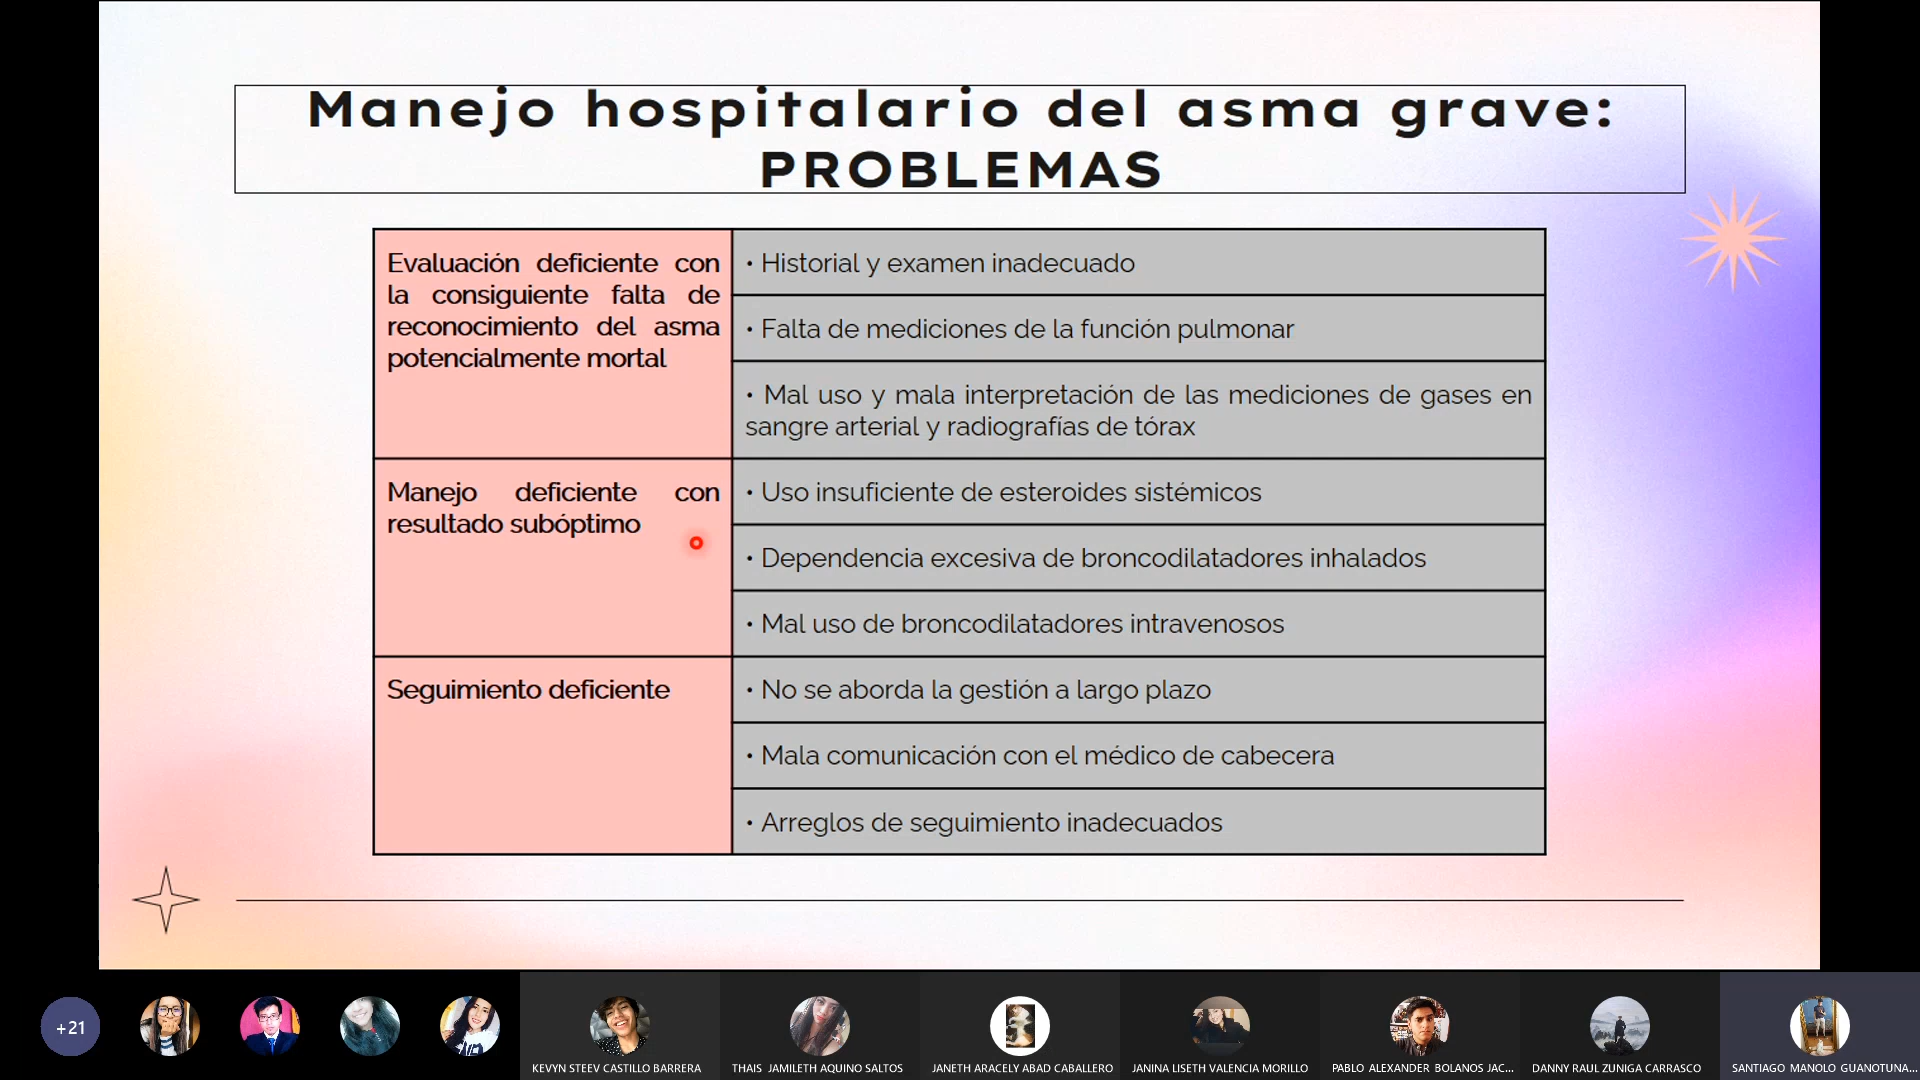 Manejo hospitalario del asma grave:
PROBLEMAS
Evaluación deficiente con
la consiguiente falta de
reconocimiento del asma
potencialmente mortal
• Historial y examen inadecuado
• Falta de mediciones de la función pulmonar
• Mal uso y mala interpretación de las mediciones de gases en
sangre arterial y radiografías de tórax
Manejo deficiente con
resultado subóptimo
• Uso insuficiente de esteroides sistémicos
• Dependencia excesiva de broncodilatadores inhalados
• Mal uso de broncodilatadores intravenosos
Seguimiento deficiente
• No se aborda la gestión a largo plazo
• Mala comunicación con el médico de cabecera
• Arreglos de seguimiento inadecuados
+21
KEVYN STEEV CASTILLO BARRERA
THAIS JAMILETH AQUINO SALTOS
JANETH ARACELY ABAD CABALLERO
JANINA LISETH VALENCIA MORILLO
PABLO ALEXANDER BOLANOS JAC...
DANNY RAUL ZUNIGA CARRASCO
SANTIAGO MANOLO GUANOTUNA...